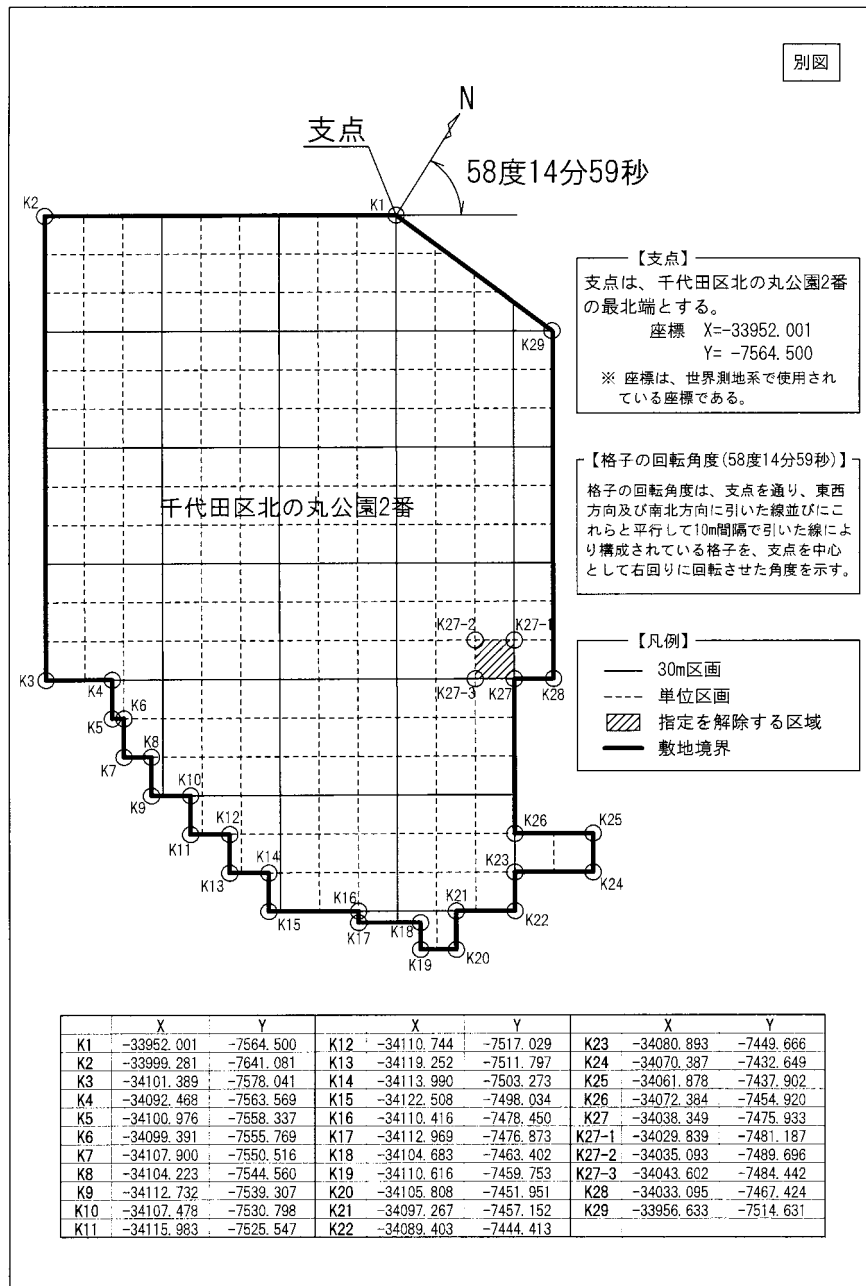 別図
N
支点
58度14分59秒
K2
K1
【支点】
支点は、千代田区北の丸公園2番
の最北端とする。
座標 X=-33952.001
Y= -7564.500
※ 座標は、世界測地系で使用され
ている座標である。
K29
【格子の回転角度(58度14分59秒)】
格子の回転角度は、支点を通り、東西
方向及び南北方向に引いた線並びにこ
れらと平行して10m間隔で引いた線によ
り構成されている格子を、支点を中心
として右回りに回転させた角度を示す。
千代田区北の丸公園2番
K27-2
K27-1
【凡例】
30m区画
単位区画
指定を解除する区域
敷地境界
K3
K4
K27-3
K27
K28
K5
K6
K7
K8
K9
K10
K11
K12
K26
K25
K13
K14
K23
K24
K15
K16
K17
K18
K21
K22
K19
K20
X Y X Y X Y
K1 -33952.001 -7564.500 K12 -34110.744 -7517.029 K23 -34080.893 -7449.666
K2 -33999.281 -7641.081 K13 -34119.252 -7511.797 K24 -34070.387 -7432.649
K3 -34101.389 -7578.041 K14 -34113.990 -7503.273 K25 -34061.878 -7437.902
K4 -34092.468 -7563.569 K15 -34122.508 -7498.034 K26 -34072.384 -7454.920
K5 -34100.976 -7558.337 K16 -34110.416 -7478.450 K27 -34038.349 -7475.933
K6 -34099.391 -7555.769 K17 -34112.969 -7476.873 K27-1 -34029.839 -7481.187
K7 -34107.900 -7550.516 K18 -34104.683 -7463.402 K27-2 -34035.093 -7489.696
K8 -34104.223 -7544.560 K19 -34110.616 -7459.753 K27-3 -34043.602 -7484.442
K9 -34112.732 -7539.307 K20 -34105.808 -7451.951 K28 -34033.095 -7467.424
K10 -34107.478 -7530.798 K21 -34097.267 -7457.152 K29 -33956.633 -7514.631
K11 -34115.983 -7525.547 K22 -34089.403 -7444.413